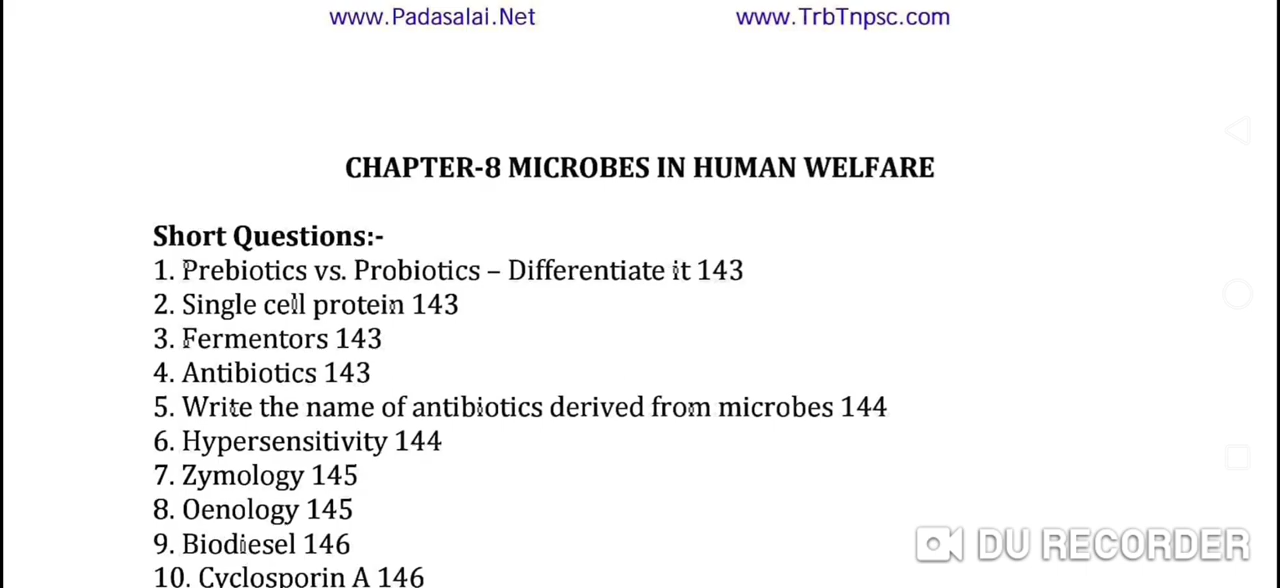 www.Padasalai.Net www.TrbTnpsc.com
CHAPTER-8 MICROBES IN HUMAN WELFARE
Short Questions:-
1. Prebiotics vs. Probiotics – Differentiate it 143
2. Single cell protein 143
3. Fermentors 143
4. Antibiotics 143
5. Write the name of antibiotics derived from microbes 144
6. Hypersensitivity 144
7. Zymology 145
8. Oenology 145
9. Biodiesel 146
DU RECORDER
10. Cyclosporin A 146